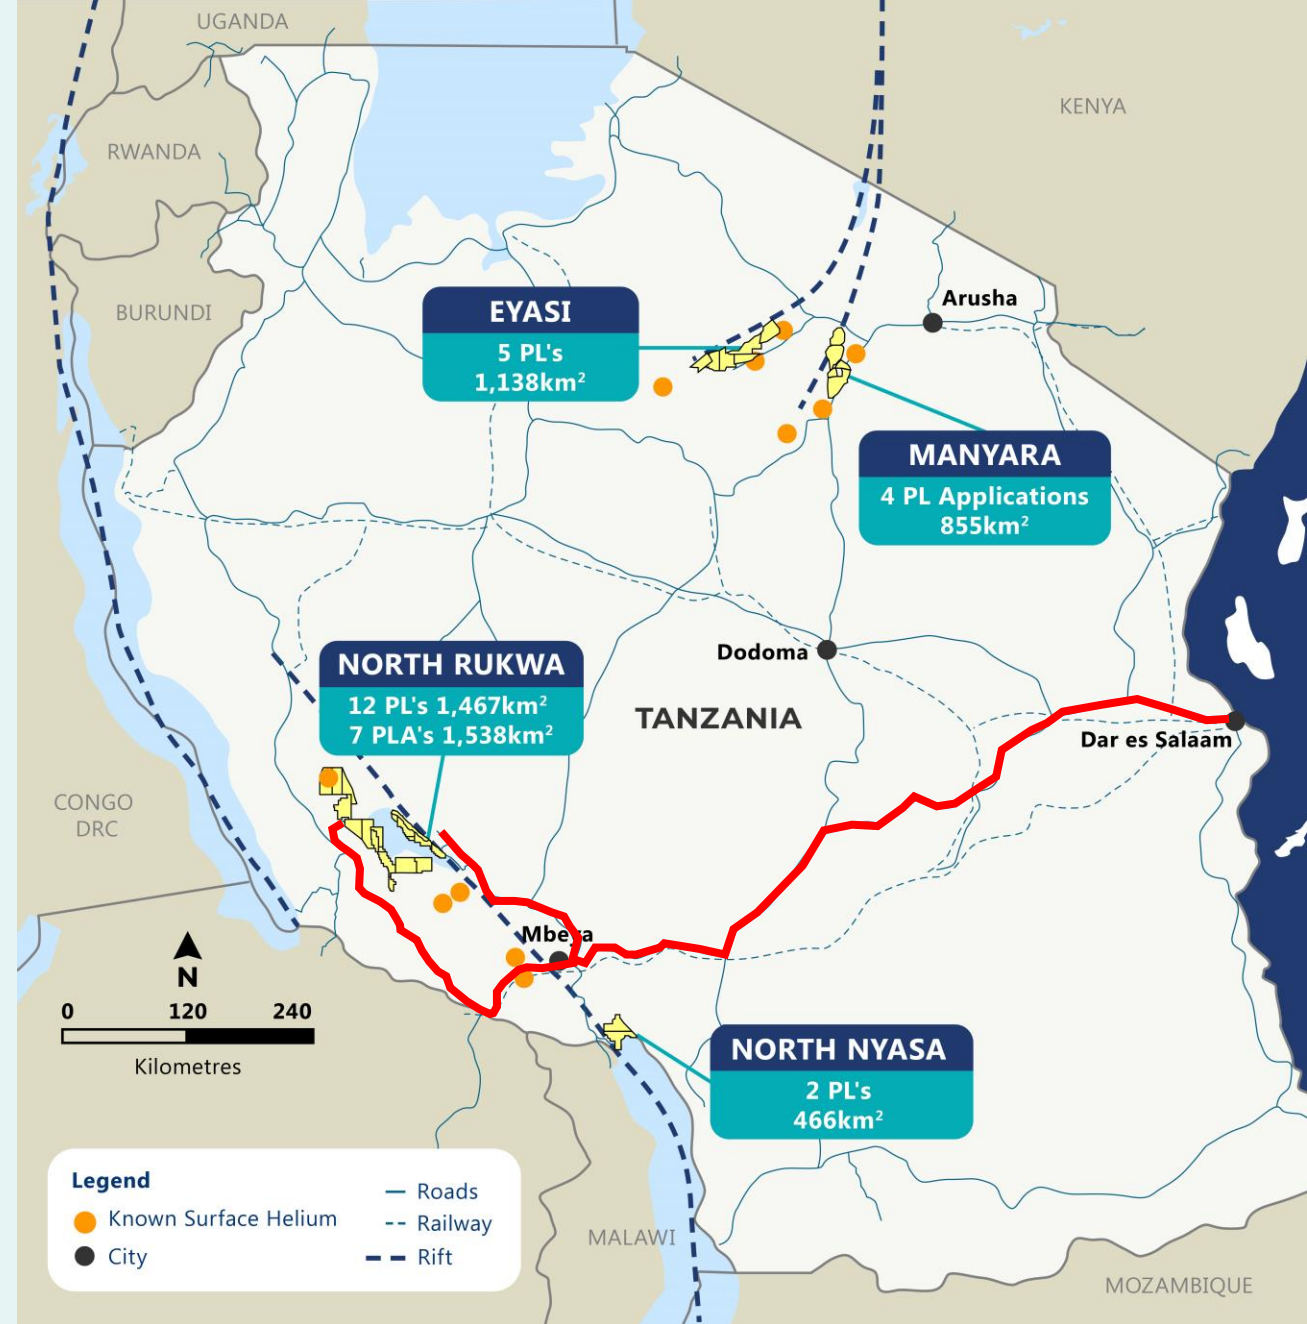 UGANDA
KENYA
RWANDA
BURUNDI
Arusha
EYASI
5 PL's
1,138km²
MANYARA
4 PL Applications
855km²
Dodoma
NORTH RUKWA
12 PL's 1,467km²
7 PLA's 1,538km²
TANZANIA
Dar es Salaam
CONGO
DRC
Mbeya
N
0 120 240
Kilometres
NORTH NYASA
2 PL's
466km²
Legend
Known Surface Helium
City
Roads
Railway
Rift
MALAWI
MOZAMBIQUE